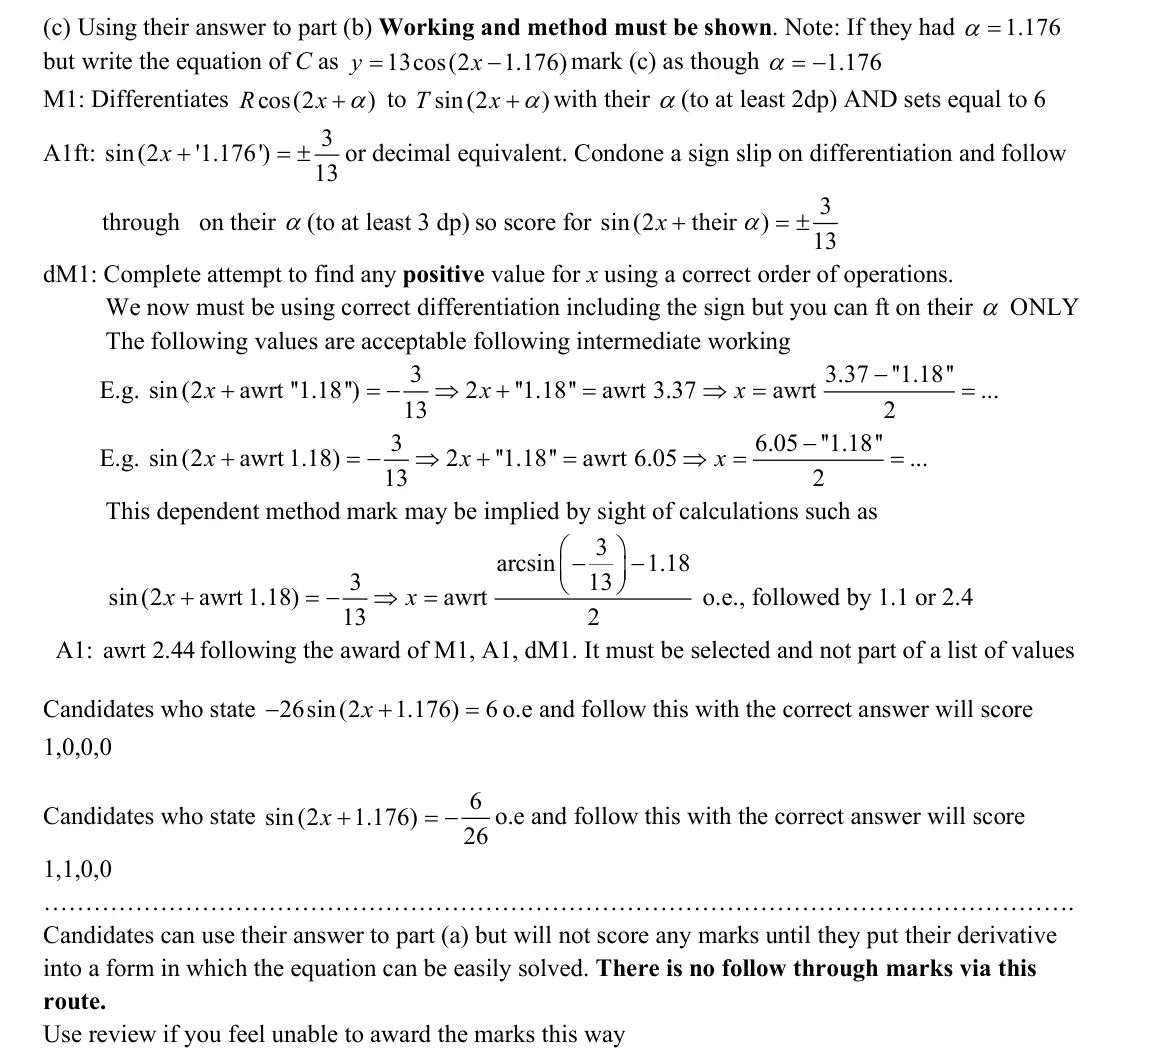 (c) Using their answer to part (b) Working and method must be shown. Note: If they had α = 1.176
but write the equation of C as y = 13cos(2x − 1.176) mark (c) as though α = −1.176
M1: Differentiates R cos(2x + α) to T sin(2x + α) with their α (to at least 2dp) AND sets equal to 6
A1ft: sin(2x + '1.176') = ± 3/13 or decimal equivalent. Condone a sign slip on differentiation and follow
through on their α (to at least 3 dp) so score for sin(2x + their α) = ± 3/13
dM1: Complete attempt to find any positive value for x using a correct order of operations.
We now must be using correct differentiation including the sign but you can ft on their α ONLY
The following values are acceptable following intermediate working
E.g. sin(2x + awrt "1.18") = − 3/13 ⇒ 2x + "1.18" = awrt 3.37 ⇒ x = awrt (3.37 − "1.18")/2 = ...
E.g. sin(2x + awrt 1.18) = − 3/13 ⇒ 2x + "1.18" = awrt 6.05 ⇒ x = (6.05 − "1.18")/2 = ...
This dependent method mark may be implied by sight of calculations such as
sin(2x + awrt 1.18) = − 3/13 ⇒ x = awrt (arcsin(− 3/13) − 1.18)/2 o.e., followed by 1.1 or 2.4
A1: awrt 2.44 following the award of M1, A1, dM1. It must be selected and not part of a list of values
Candidates who state −26sin(2x + 1.176) = 6 o.e and follow this with the correct answer will score
1,0,0,0
Candidates who state sin(2x + 1.176) = − 6/26 o.e and follow this with the correct answer will score
1,1,0,0
……………………………………………………………………………………………………………….
Candidates can use their answer to part (a) but will not score any marks until they put their derivative
into a form in which the equation can be easily solved. There is no follow through marks via this
route.
Use review if you feel unable to award the marks this way